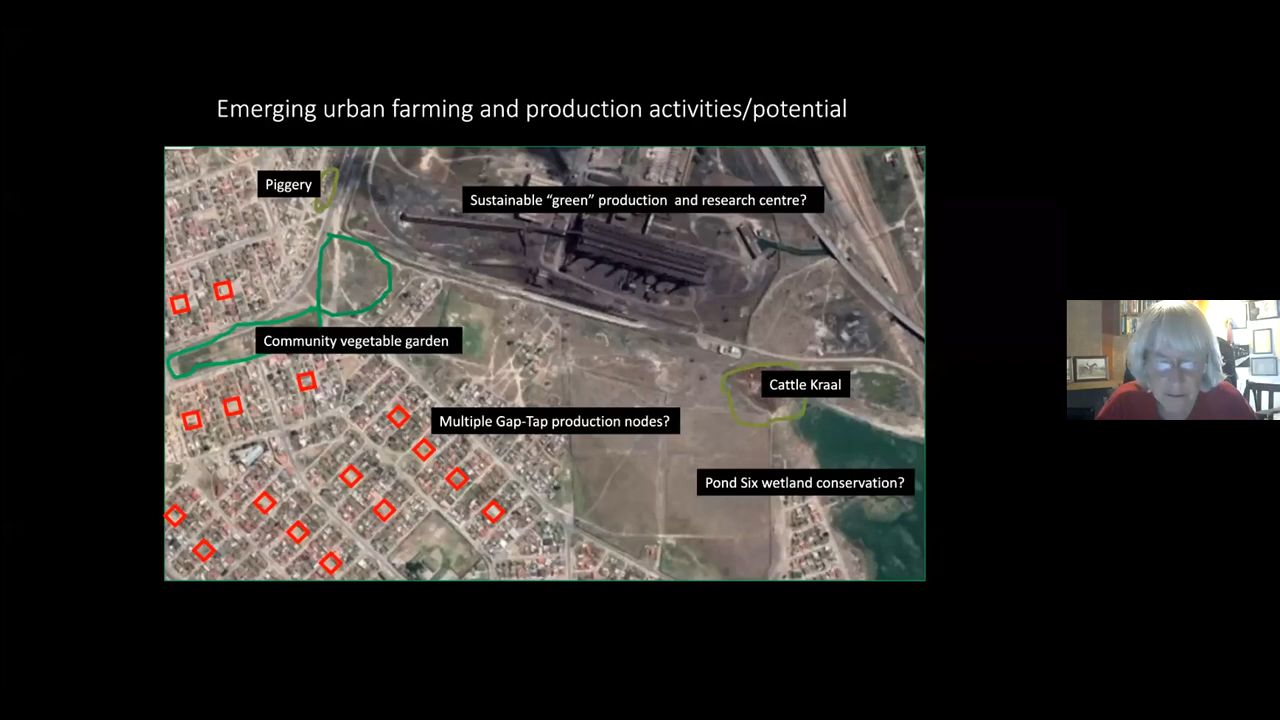 Emerging urban farming and production activities/potential
Piggery
Sustainable “green” production and research centre?
Community vegetable garden
Cattle Kraal
Multiple Gap-Tap production nodes?
Pond Six wetland conservation?